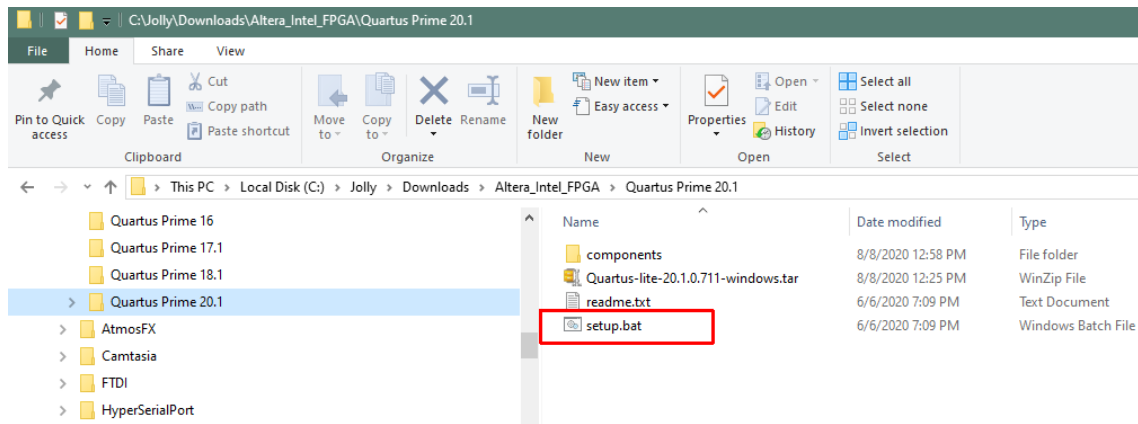 C:\Jolly\Downloads\Altera_Intel_FPGA\Quartus Prime 20.1
File Home Share View
Pin to Quick access
Copy
Paste
Cut
Copy path
Paste shortcut
Clipboard
Move to
Copy to
Delete
Rename
Organize
New folder
New item
Easy access
New
Properties
Open
Edit
History
Open
Select all
Select none
Invert selection
Select
This PC > Local Disk (C:) > Jolly > Downloads > Altera_Intel_FPGA > Quartus Prime 20.1
Quartus Prime 16
Quartus Prime 17.1
Quartus Prime 18.1
Quartus Prime 20.1
AtmosFX
Camtasia
FTDI
HyperSerialPort
Name Date modified Type
components 8/8/2020 12:58 PM File folder
Quartus-lite-20.1.0.711-windows.tar 8/8/2020 12:25 PM WinZip File
readme.txt 6/6/2020 7:09 PM Text Document
setup.bat 6/6/2020 7:09 PM Windows Batch File